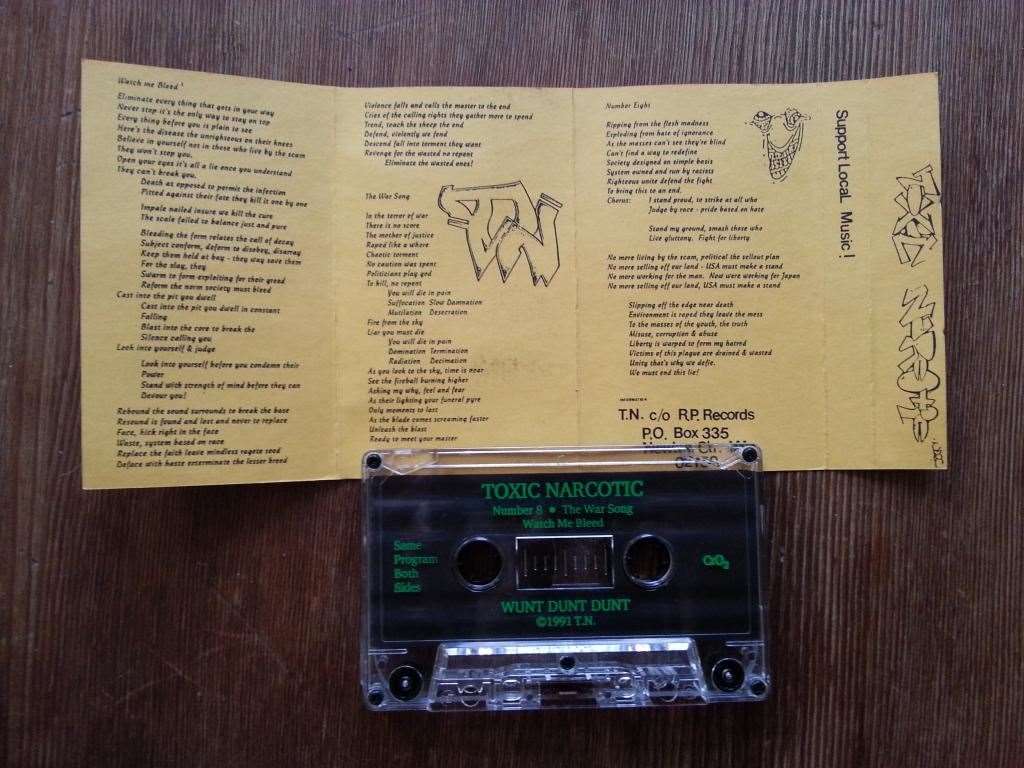 Watch me Bleed
Eliminate every thing that gets in your way
Never stop it's the only way to stay on top
Every thing before you is plain to see
Here's the disease the unrighteous on their knees
Believe in yourself not in those who live by the scam
They won't stop you.
Open your eyes it's all a lie once you understand
They can't break you.
Death as opposed to permit the infection
Pitted against their fate they kill it one by one
Impale nailed insure we kill the cure
The scale failed to balance just and pure
Bleeding the form relates the call of decay
Subject conform, deform to disobey, disarray
Keep them held at bay - they way save them
For the slay, they
Swarm to form exploiting for their greed
Reform the norm society must bleed
Cast into the pit you dwell
Cast into the pit you dwell in constant
Falling
Blast into the core to break the
Silence calling you
Look into yourself & judge
Look into yourself before you condemn their
Power
Stand with strength of mind before they can
Devour you!
Rebound the sound surrounds to break the base
Resound is found and lost and never to replace
Face, kick right in the face
Waste, system based on race
Replace the faith leave mindless ragete seed
Deface with haste exterminate the lesser breed
Violence falls and calls the master to the end
Cries of the calling rights they gather more to spend
Trend, teach the sheep the end
Defend, violently we fend
Descend fall into torment they want
Revenge for the wasted no repent
Eliminate the wasted ones!
The War Song
In the terror of war
There is no score
The mother of justice
Raped like a whore
Chaotic torment
No caution was spent
Politicians play god
To kill, no repent
You will die in pain
Suffocation Slow Damnation
Mutilation Desecration
Fire from the sky
Liar you must die
You will die in pain
Domination Termination
Radiation Decimation
As you look to the sky, time is near
See the fireball burning higher
Asking my why, feel and fear
As their lighting your funeral pyre
Only moments to last
As the blade comes screaming faster
Unleash the blast
Ready to meet your master
TN
Number Eight
Ripping from the flesh madness
Exploding from hate of ignorance
As the masses can't see they're blind
Can't find a way to redefine
Society designed on simple basis
System owned and run by racists
Righteous unite defend the fight
To bring this to an end.
Chorus: I stand proud, to strike at all who
Judge by race - pride based on hate
Stand my ground, smash those who
Live gluttony. Fight for liberty
No more living by the scam, political the sellout plan
No more selling off our land - USA must make a stand
No more working for the man. Now were working for Japan
No more selling off our land, USA must make a stand
Slipping off the edge near death
Environment is raped they leave the mess
To the masses of the youth, the truth
Misuse, corruption & abuse
Liberty is warped to form my hatred
Victims of this plague are drained & wasted
Unity that's why we defie.
We must end this lie!
INFORMATION
T.N. c/o R.P. Records
P.O. Box 335
Support Local Music!
TOXIC NARCOTIC
TOXIC NARCOTIC
Number 8 • The War Song
Watch Me Bleed
Same
Program
Both
Sides
CrO2
WUNT DUNT DUNT
©1991 T.N.